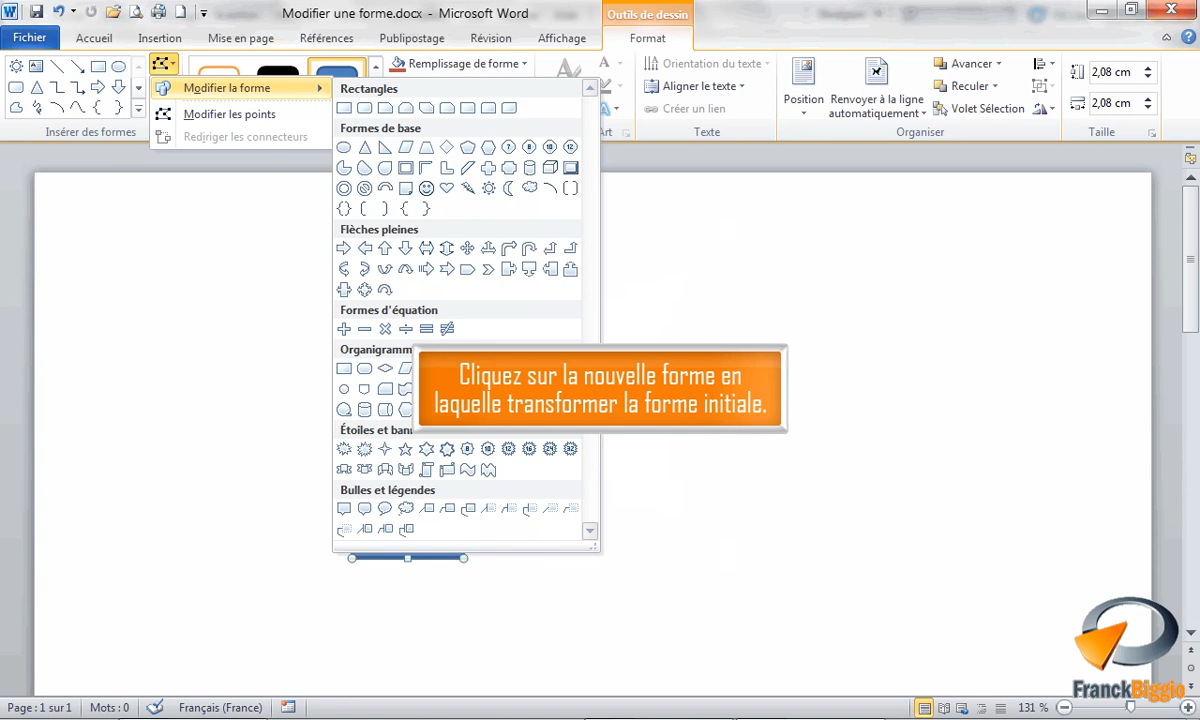 Modifier une forme.docx - Microsoft Word
Outils de dessin
Fichier
Accueil
Insertion
Mise en page
Références
Publipostage
Révision
Affichage
Format
Remplissage de forme
Modifier la forme
Modifier les points
Rediriger les connecteurs
Insérer des formes
Orientation du texte
Aligner le texte
Créer un lien
Art
Texte
Position
Renvoyer à la ligne
automatiquement
Avancer
Reculer
Volet Sélection
Organiser
2,08 cm
2,08 cm
Taille
Rectangles
Formes de base
Flèches pleines
Formes d'équation
Organigramm
Étoiles et ban
Bulles et légendes
Cliquez sur la nouvelle forme en
laquelle transformer la forme initiale.
FranckBiggio
Page : 1 sur 1
Mots : 0
Français (France)
131 %